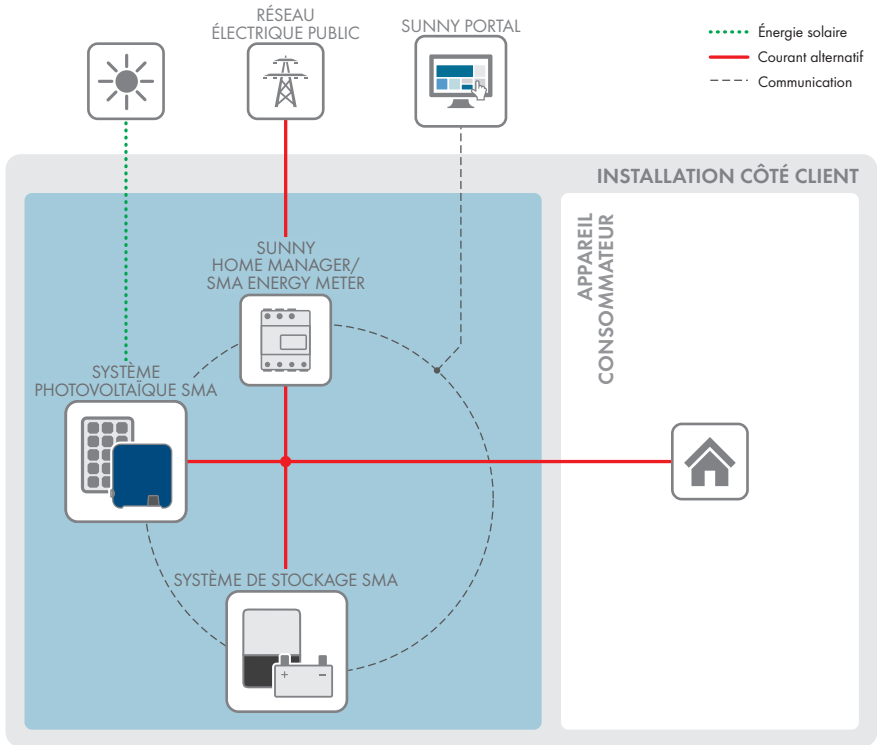 RÉSEAU
ÉLECTRIQUE PUBLIC
SUNNY PORTAL
Énergie solaire
Courant alternatif
Communication
INSTALLATION CÔTÉ CLIENT
APPAREIL
CONSOMMATEUR
SUNNY
HOME MANAGER/
SMA ENERGY METER
SYSTÈME
PHOTOVOLTAÏQUE SMA
SYSTÈME DE STOCKAGE SMA
+ −